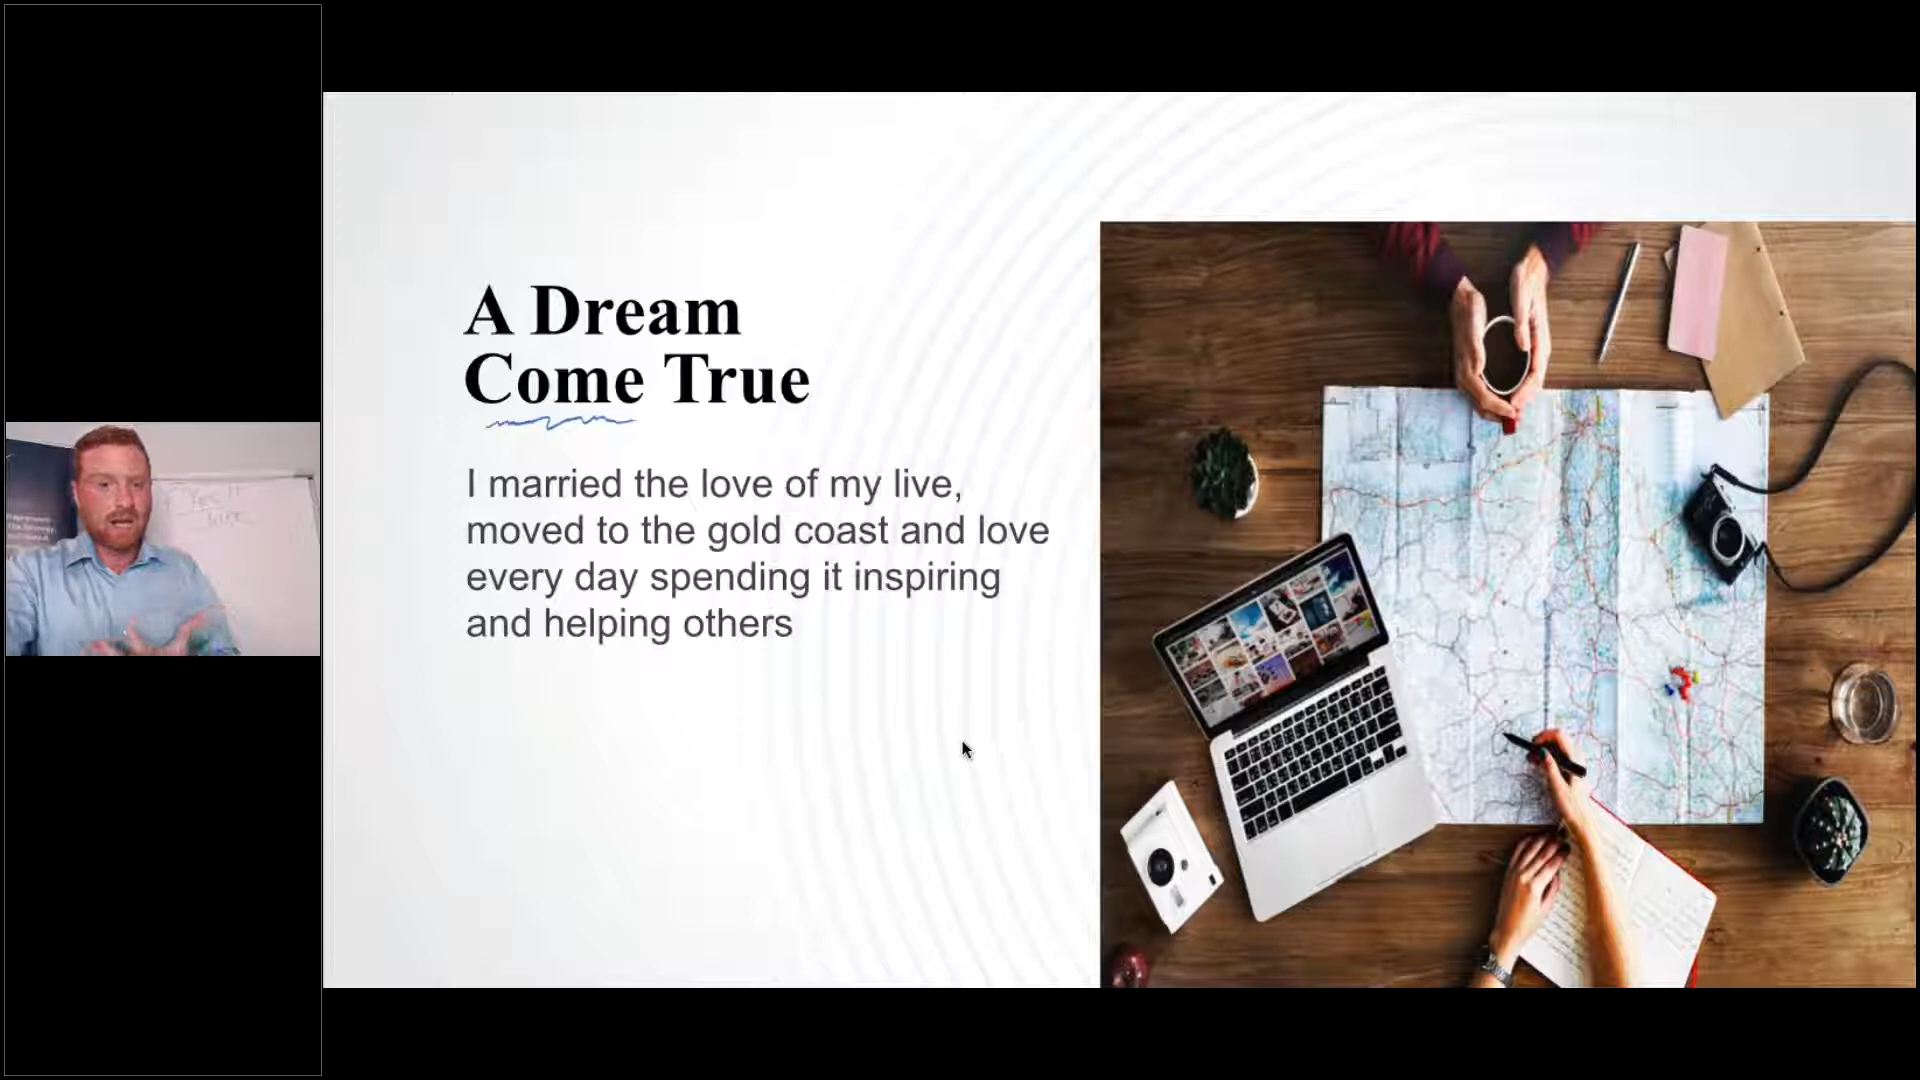 A Dream
Come True
I married the love of my live,
moved to the gold coast and love
every day spending it inspiring
and helping others